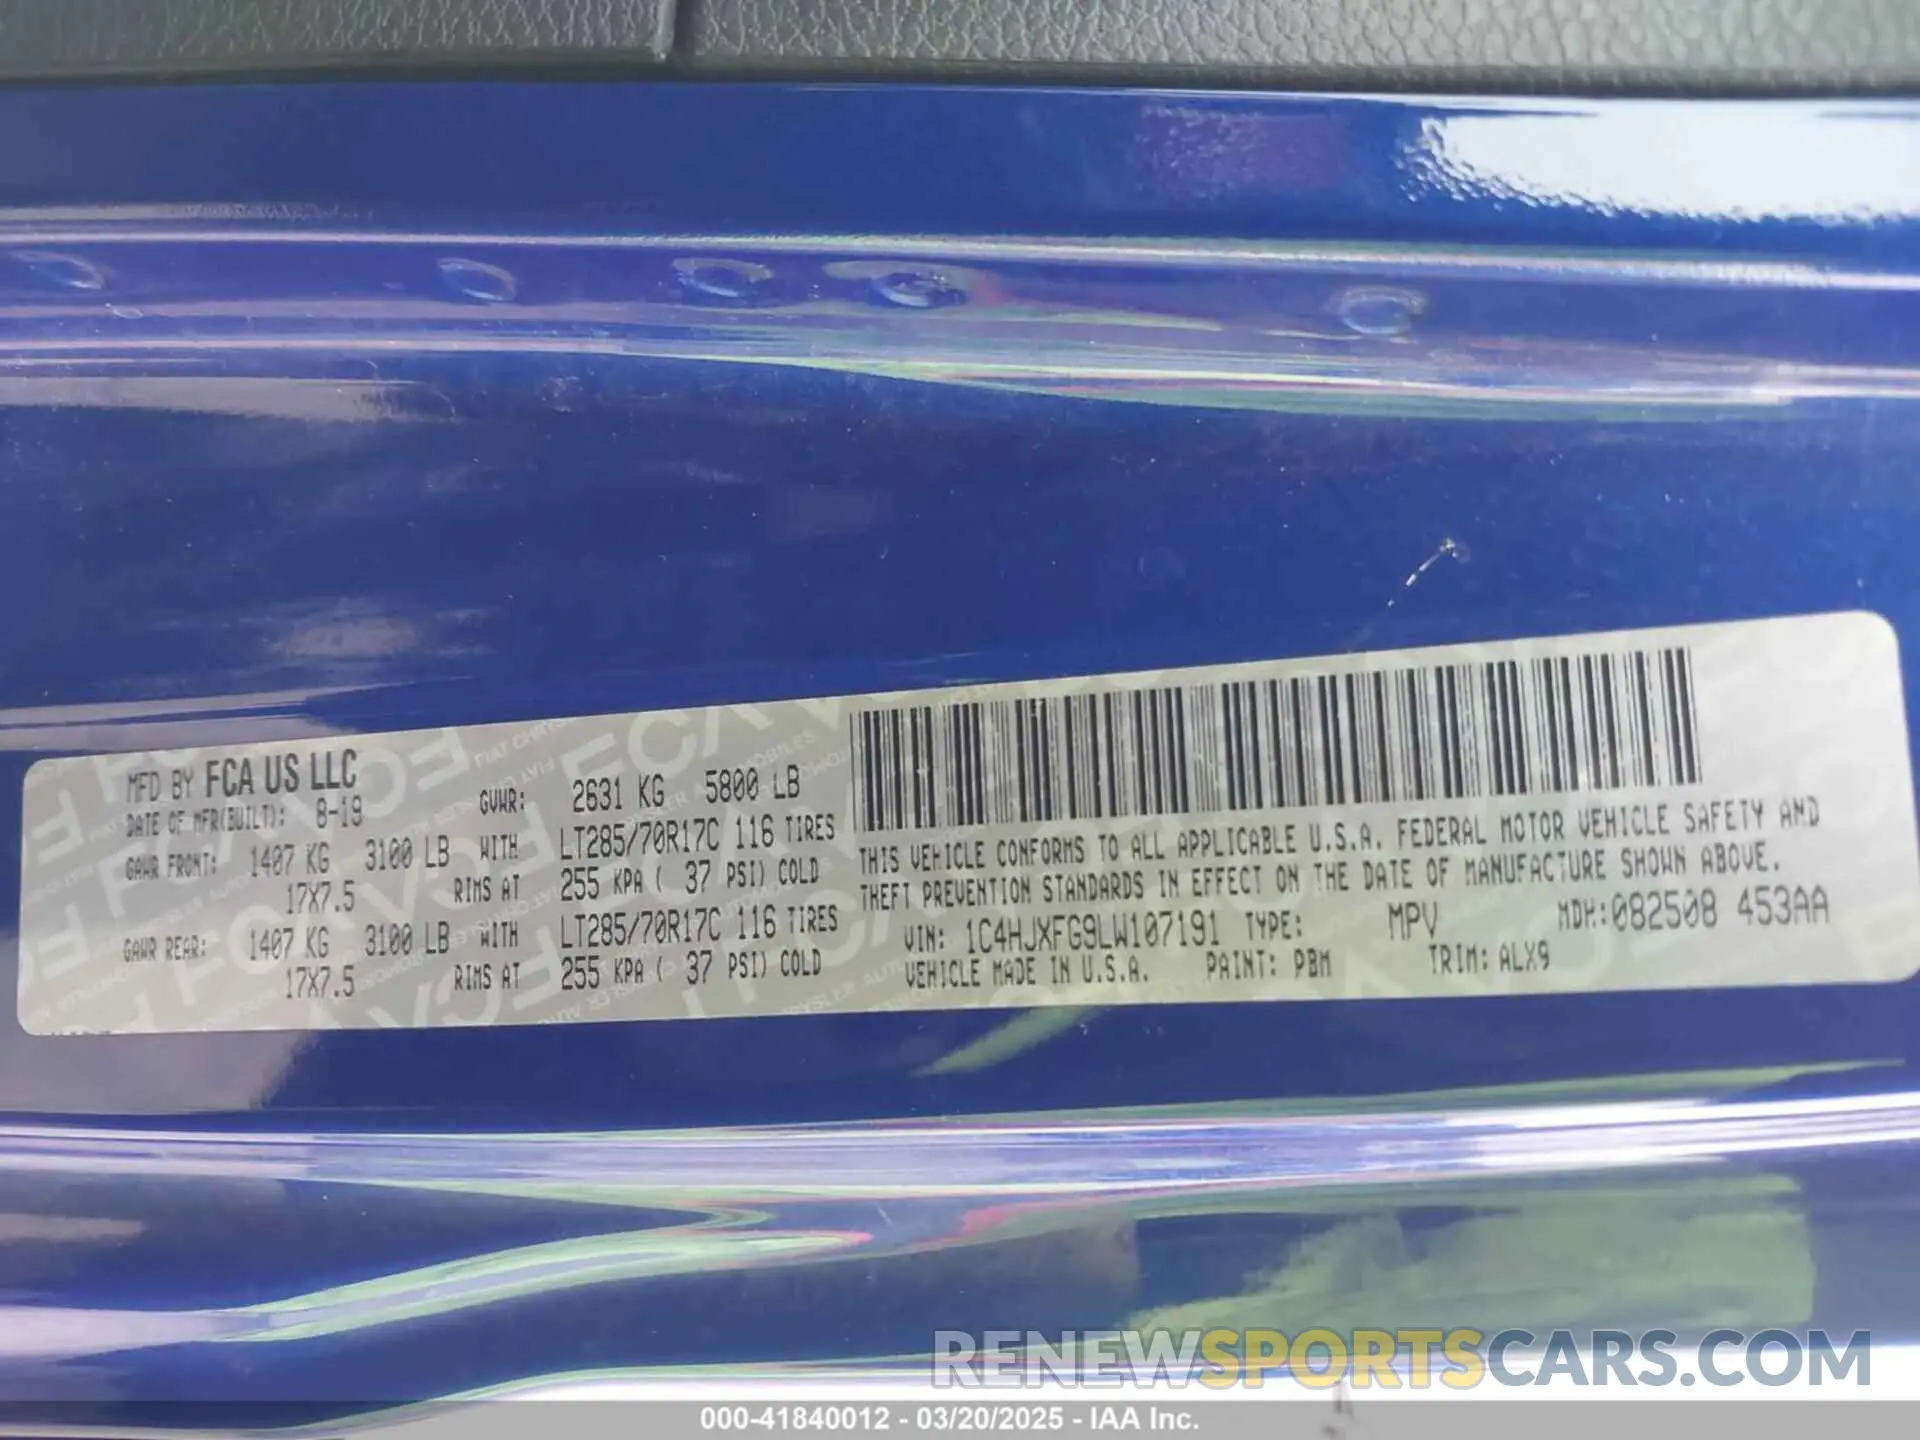 MFD BY FCA US LLC
DATE OF MFR(BUILT): 8-19
GVWR: 2631 KG 5800 LB
GAWR FRONT: 1407 KG 3100 LB WITH LT285/70R17C 116 TIRES
17X7.5 RIMS AT 255 KPA ( 37 PSI) COLD
GAWR REAR: 1407 KG 3100 LB WITH LT285/70R17C 116 TIRES
17X7.5 RIMS AT 255 KPA ( 37 PSI) COLD
THIS VEHICLE CONFORMS TO ALL APPLICABLE U.S.A. FEDERAL MOTOR VEHICLE SAFETY AND
THEFT PREVENTION STANDARDS IN EFFECT ON THE DATE OF MANUFACTURE SHOWN ABOVE.
VIN: 1C4HJXFG9LW107191 TYPE: MPV MDH:082508 453AA
VEHICLE MADE IN U.S.A. PAINT: PBM TRIM: ALX9
RENEWSPORTSCARS.COM
000-41840012 - 03/20/2025 - IAA Inc.